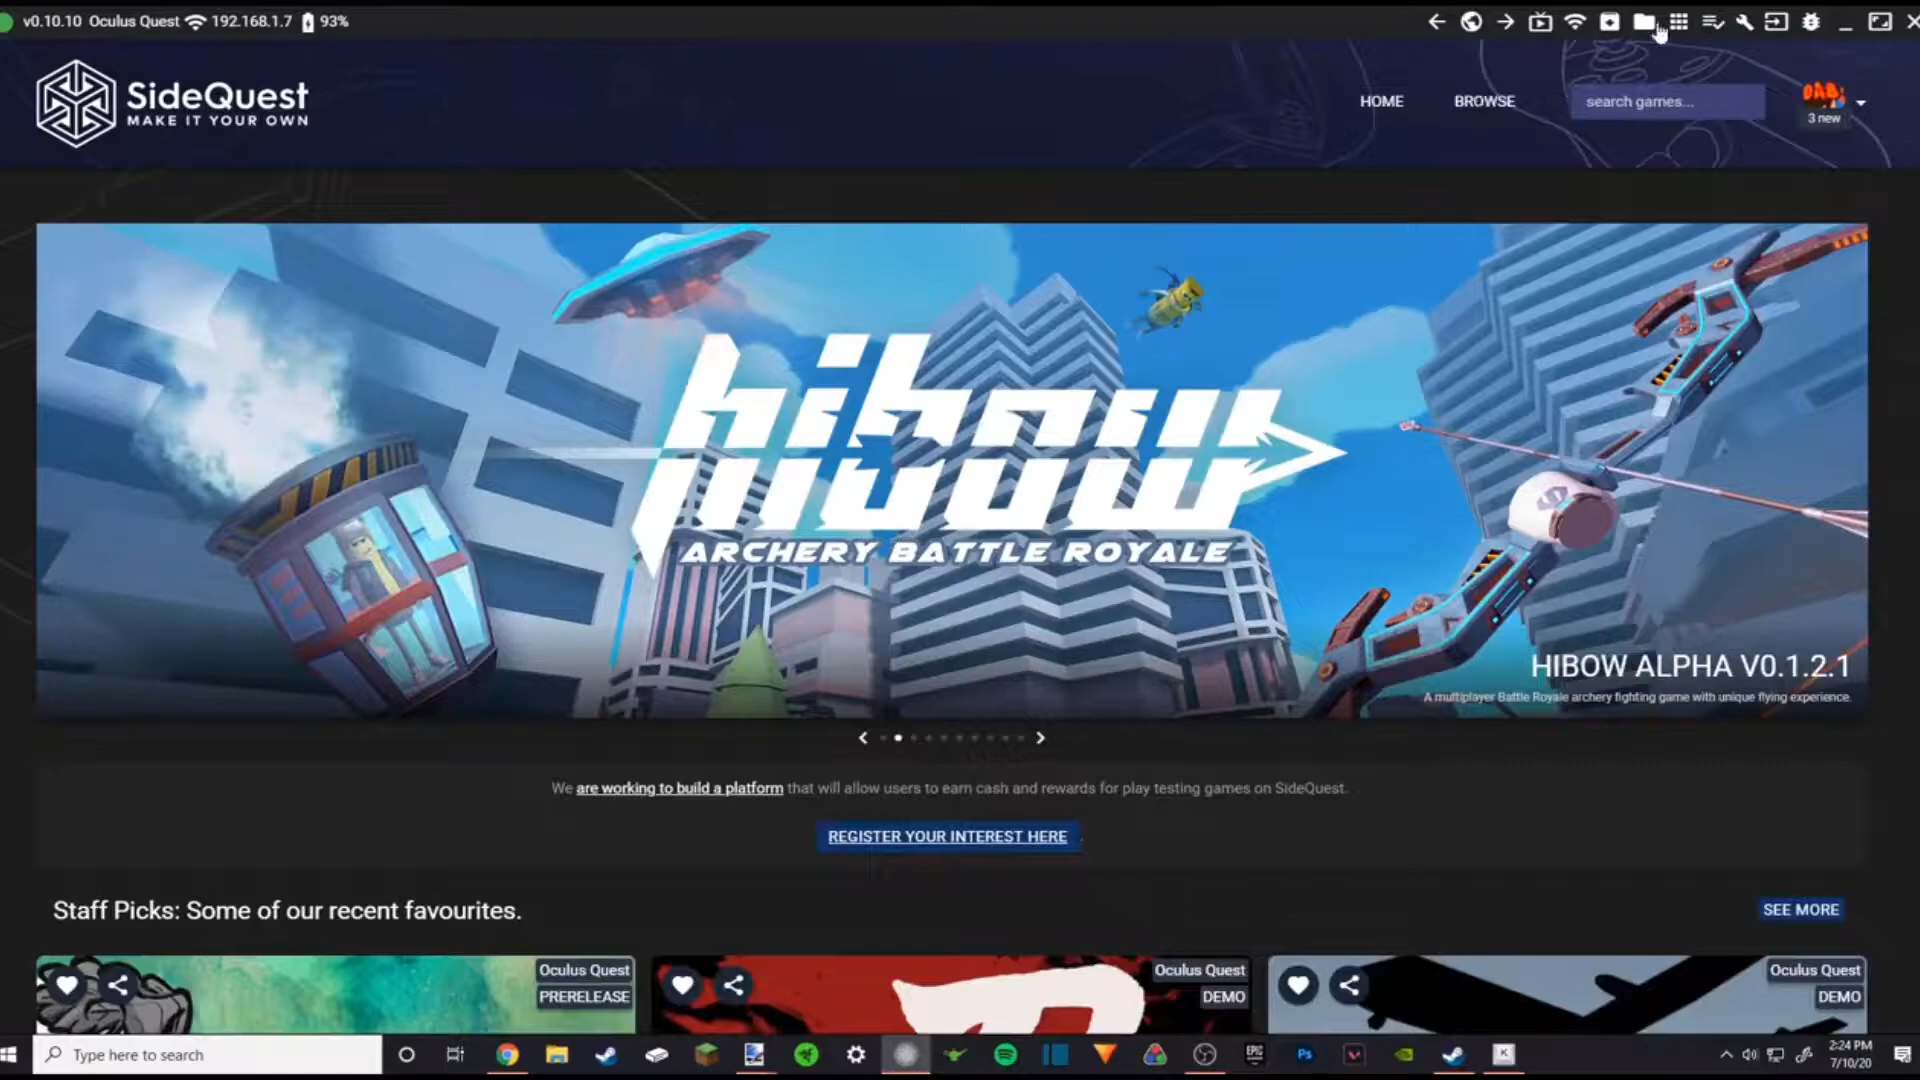 v0.10.10 Oculus Quest 192.168.1.7 93%
SideQuest
MAKE IT YOUR OWN
HOME
BROWSE
search games...
3 new
hibow
ARCHERY BATTLE ROYALE
HIBOW ALPHA V0.1.2.1
A multiplayer Battle Royale archery fighting game with unique flying experience.
We are working to build a platform that will allow users to earn cash and rewards for play testing games on SideQuest.
REGISTER YOUR INTEREST HERE
Staff Picks: Some of our recent favourites.
SEE MORE
Oculus Quest
PRERELEASE
Oculus Quest
DEMO
Oculus Quest
DEMO
Type here to search
EPIC
Ps
K
2:24 PM
7/10/20